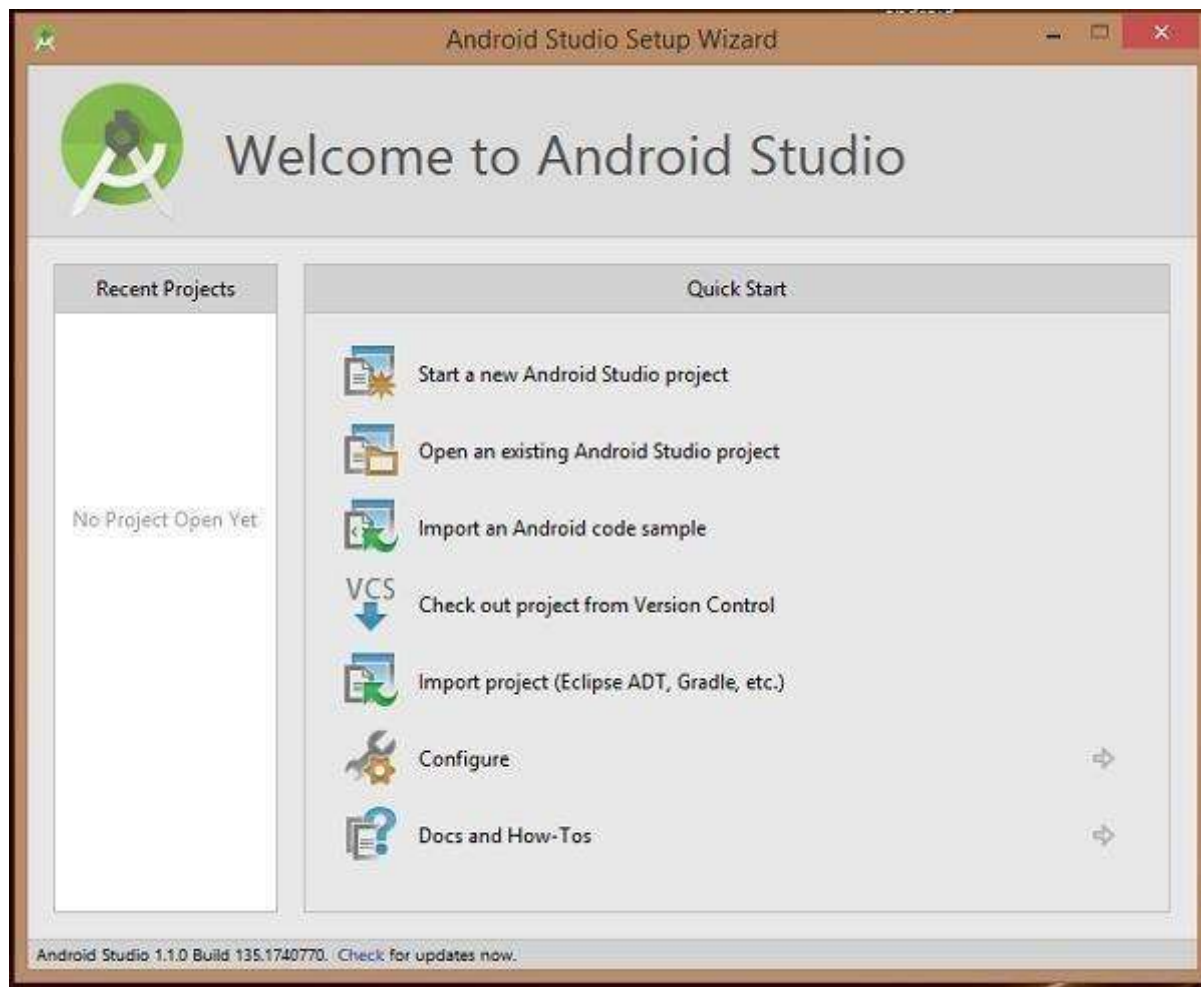 Android Studio Setup Wizard
Welcome to Android Studio
Recent Projects
No Project Open Yet
Quick Start
Start a new Android Studio project
Open an existing Android Studio project
Import an Android code sample
VCS
Check out project from Version Control
Import project (Eclipse ADT, Gradle, etc.)
Configure
Docs and How-Tos
Android Studio 1.1.0 Build 135.1740770. Check for updates now.